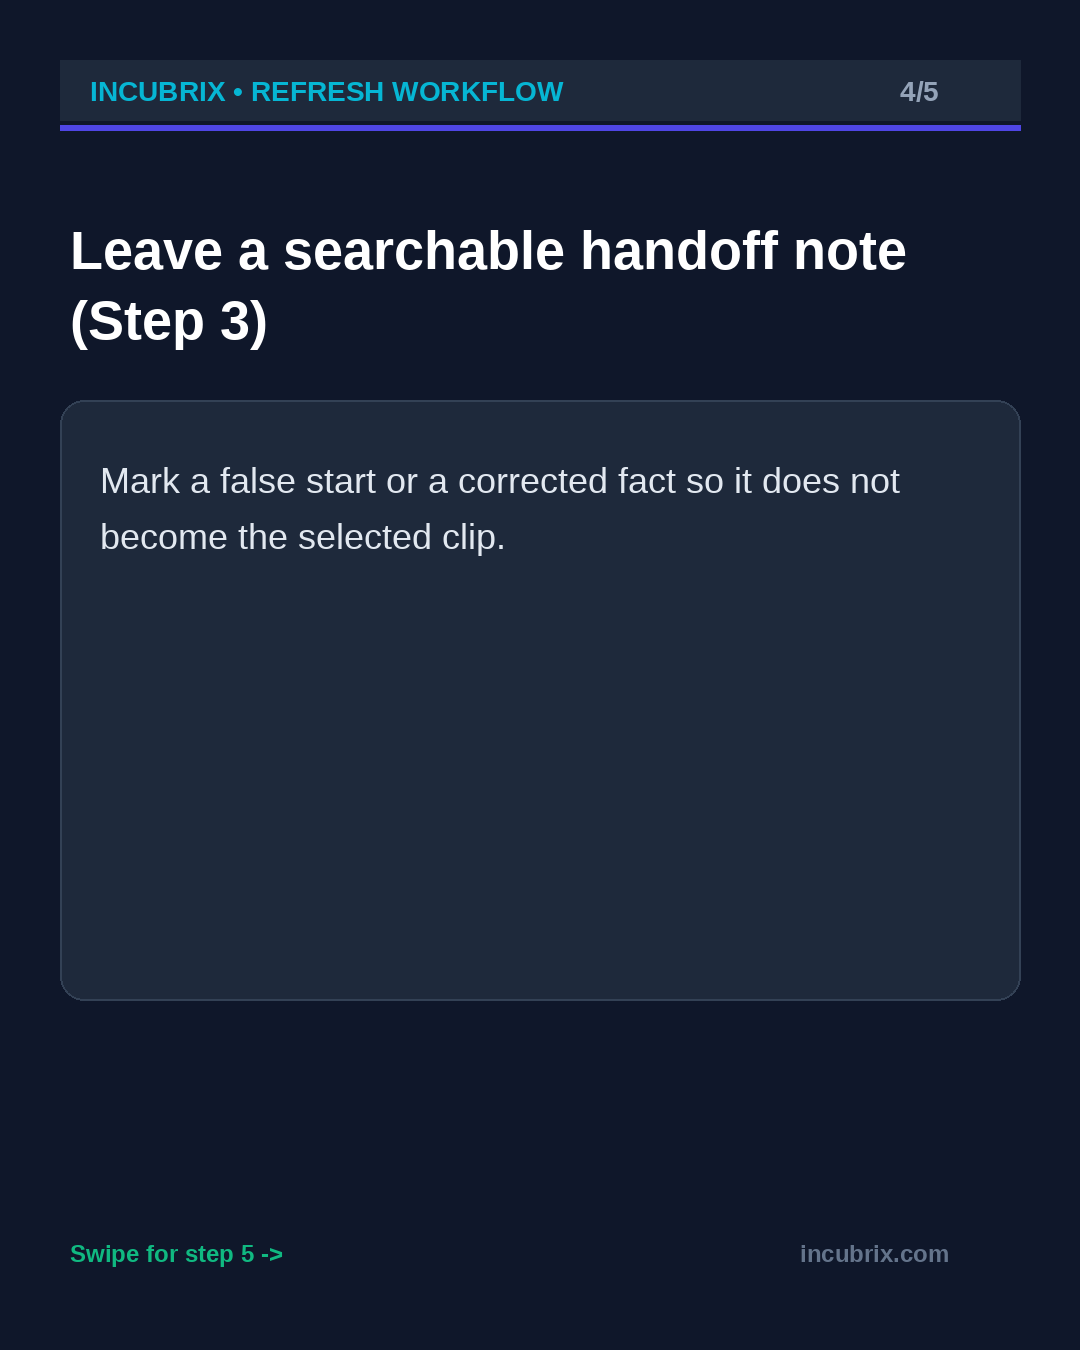 INCUBRIX • REFRESH WORKFLOW 4/5
Leave a searchable handoff note
(Step 3)
Mark a false start or a corrected fact so it does not
become the selected clip.
Swipe for step 5 -> incubrix.com